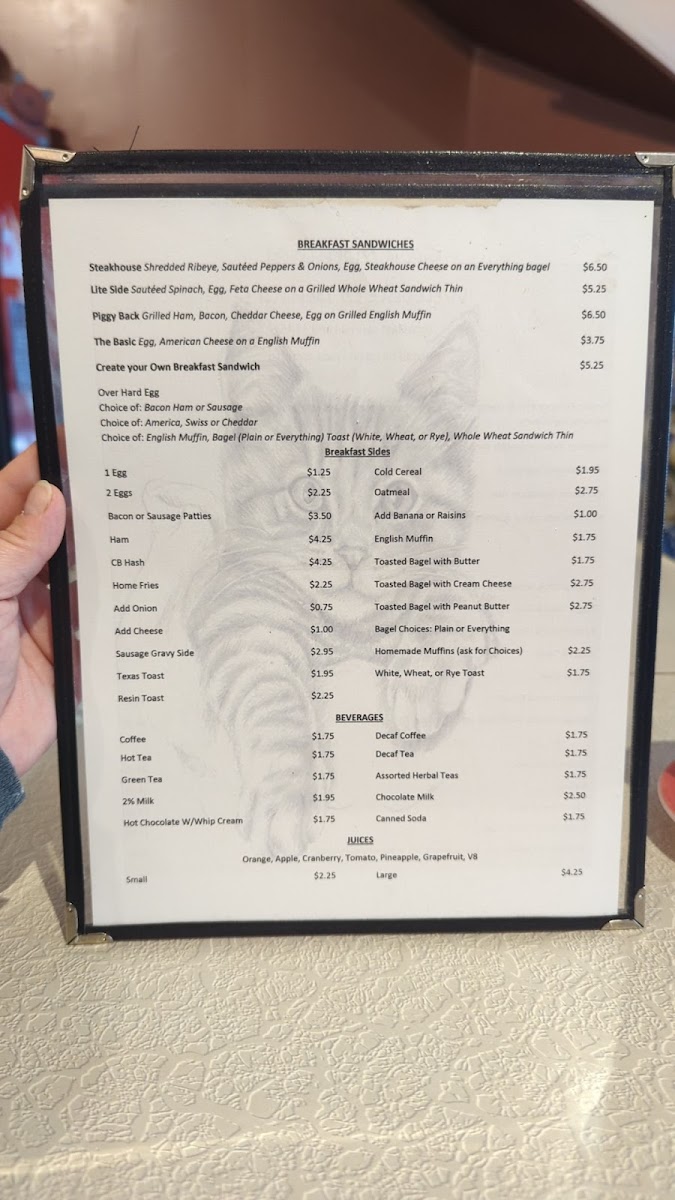 BREAKFAST SANDWICHES
Steakhouse Shredded Ribeye, Sautéed Peppers & Onions, Egg, Steakhouse Cheese on an Everything bagel $6.50
Lite Side Sautéed Spinach, Egg, Feta Cheese on a Grilled Whole Wheat Sandwich Thin $5.25
Piggy Back Grilled Ham, Bacon, Cheddar Cheese, Egg on Grilled English Muffin $6.50
The Basic Egg, American Cheese on a English Muffin $3.75
Create your Own Breakfast Sandwich $5.25
Over Hard Egg
Choice of: Bacon Ham or Sausage
Choice of: America, Swiss or Cheddar
Choice of: English Muffin, Bagel (Plain or Everything) Toast (White, Wheat, or Rye), Whole Wheat Sandwich Thin
Breakfast Sides
1 Egg $1.25 Cold Cereal $1.95
2 Eggs $2.25 Oatmeal $2.75
Bacon or Sausage Patties $3.50 Add Banana or Raisins $1.00
Ham $4.25 English Muffin $1.75
CB Hash $4.25 Toasted Bagel with Butter $1.75
Home Fries $2.25 Toasted Bagel with Cream Cheese $2.75
Add Onion $0.75 Toasted Bagel with Peanut Butter $2.75
Add Cheese $1.00 Bagel Choices: Plain or Everything
Sausage Gravy Side $2.95 Homemade Muffins (ask for Choices) $2.25
Texas Toast $1.95 White, Wheat, or Rye Toast $1.75
Resin Toast $2.25
BEVERAGES
Coffee $1.75 Decaf Coffee $1.75
Hot Tea $1.75 Decaf Tea $1.75
Green Tea $1.75 Assorted Herbal Teas $1.75
2% Milk $1.95 Chocolate Milk $2.50
Hot Chocolate W/Whip Cream $1.75 Canned Soda $1.75
JUICES
Orange, Apple, Cranberry, Tomato, Pineapple, Grapefruit, V8
Small $2.25 Large $4.25